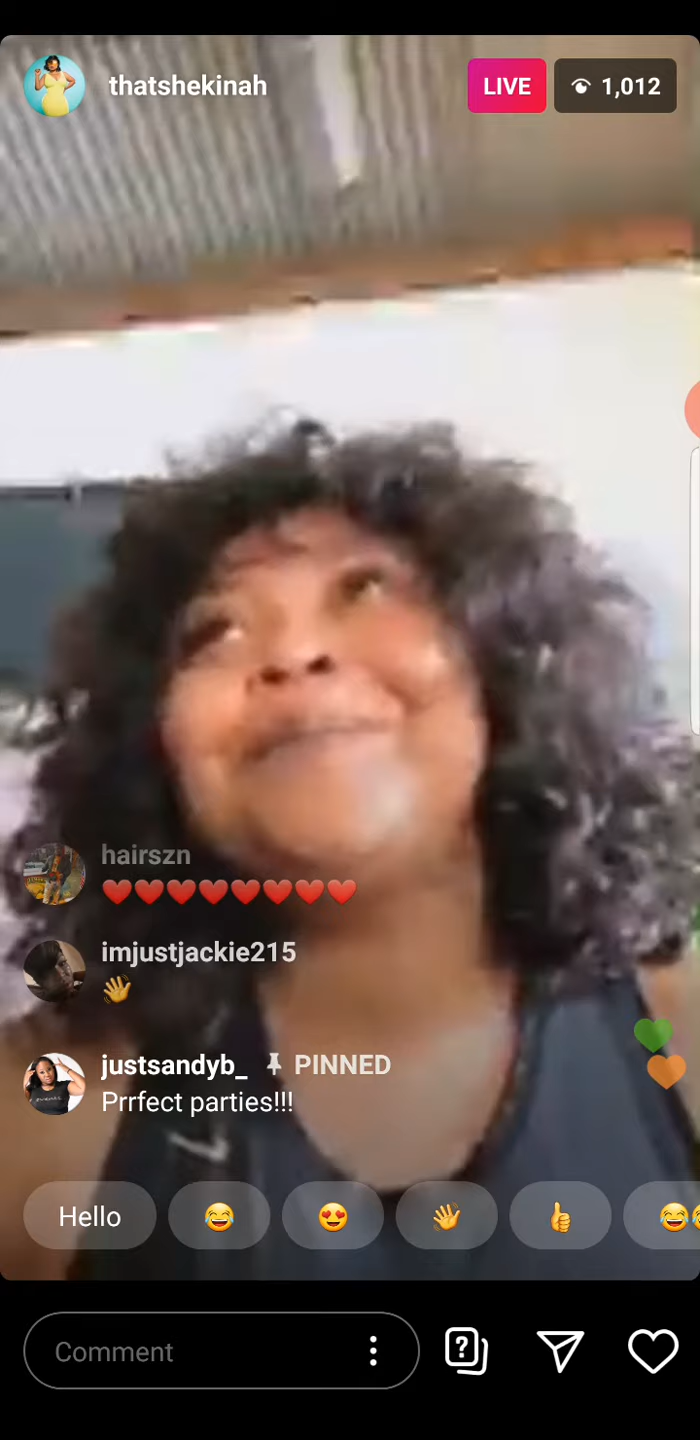 thatshekinah
LIVE
1,012
hairszn
❤️❤️❤️❤️❤️❤️❤️❤️
imjustjackie215
👋
justsandyb_ PINNED
Prrfect parties!!!
Hello 😂 😍 👋 👍 😂
Comment